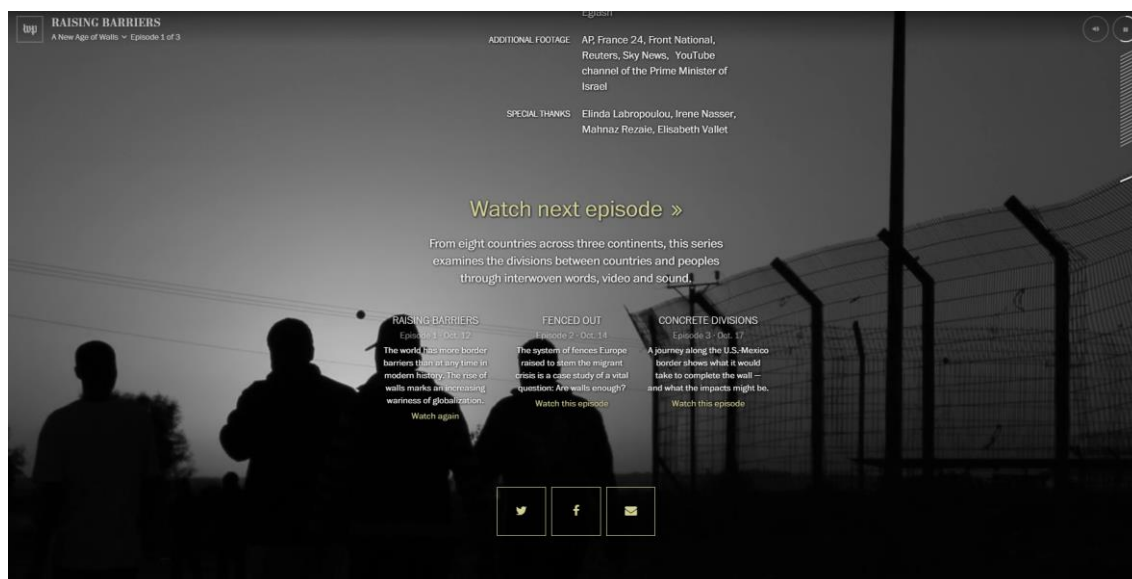 wp
RAISING BARRIERS
A New Age of Walls Episode 1 of 3
Eglash
ADDITIONAL FOOTAGE AP, France 24, Front National,
Reuters, Sky News, YouTube
channel of the Prime Minister of
Israel
SPECIAL THANKS Elinda Labropoulou, Irene Nasser,
Mahnaz Rezaie, Elisabeth Vallet
Watch next episode »
From eight countries across three continents, this series
examines the divisions between countries and peoples
through interwoven words, video and sound.
RAISING BARRIERS
Episode 1 - Oct. 12
The world has more border
barriers than at any time in
modern history. The rise of
walls marks an increasing
wariness of globalization.
Watch again
FENCED OUT
Episode 2 - Oct. 14
The system of fences Europe
raised to stem the migrant
crisis is a case study of a vital
question: Are walls enough?
Watch this episode
CONCRETE DIVISIONS
Episode 3 - Oct. 17
A journey along the U.S.-Mexico
border shows what it would
take to complete the wall —
and what the impacts might be.
Watch this episode